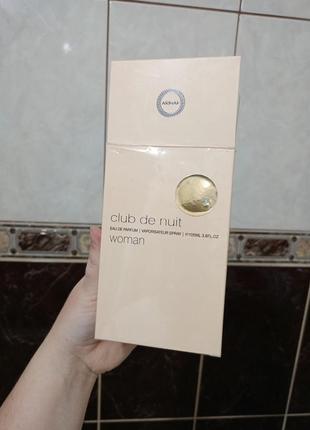 Armaf
club de nuit
EAU DE PARFUM | VAPORISATEUR SPRAY | ℮105ML 3.6FL.OZ
woman